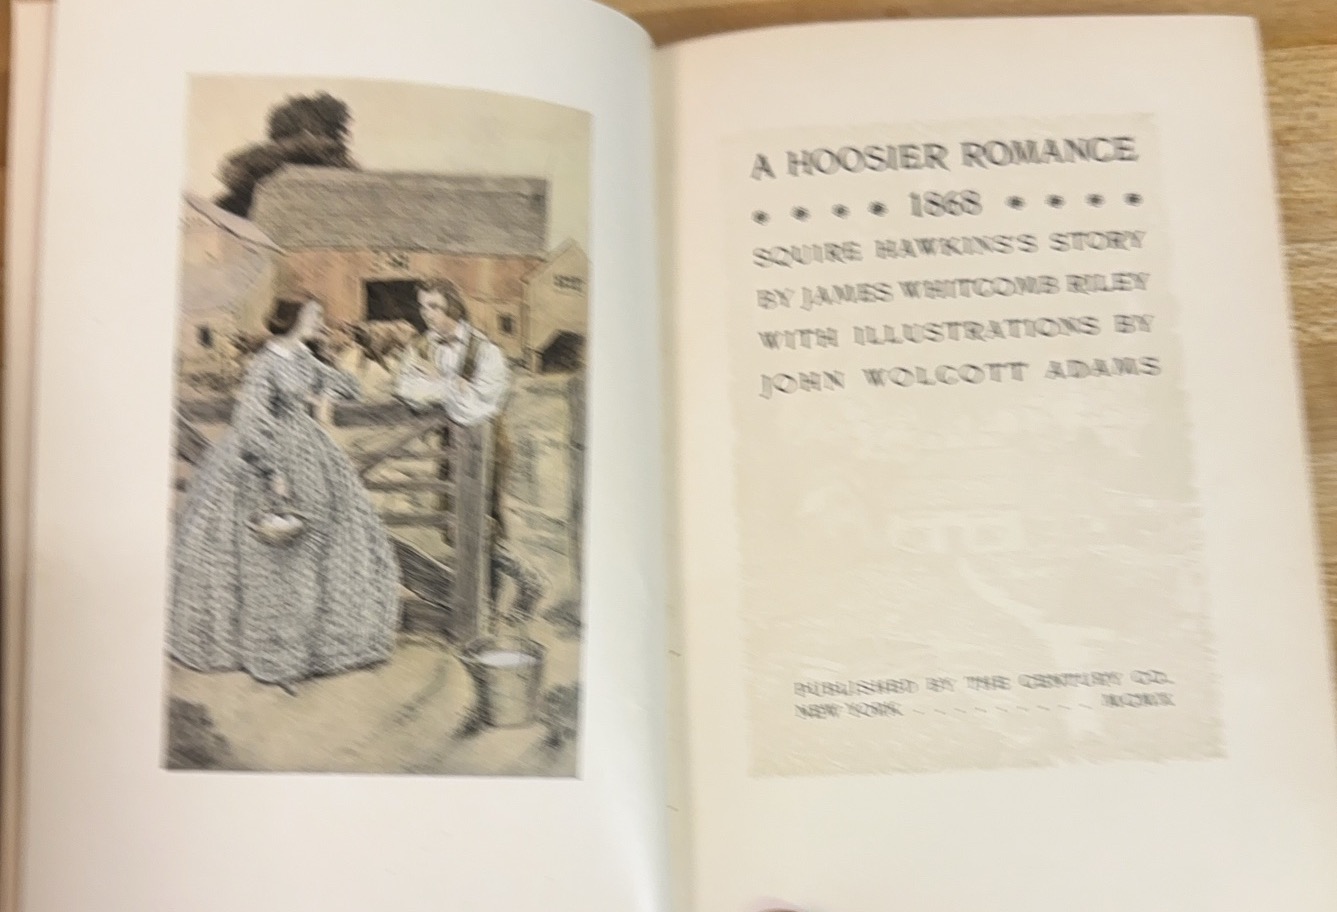 A HOOSIER ROMANCE
• • • • 1868 • • • •
SQUIRE HAWKINS'S STORY
BY JAMES WHITCOMB RILEY
WITH ILLUSTRATIONS BY
JOHN WOLCOTT ADAMS
PUBLISHED BY THE CENTURY CO.
NEW YORK